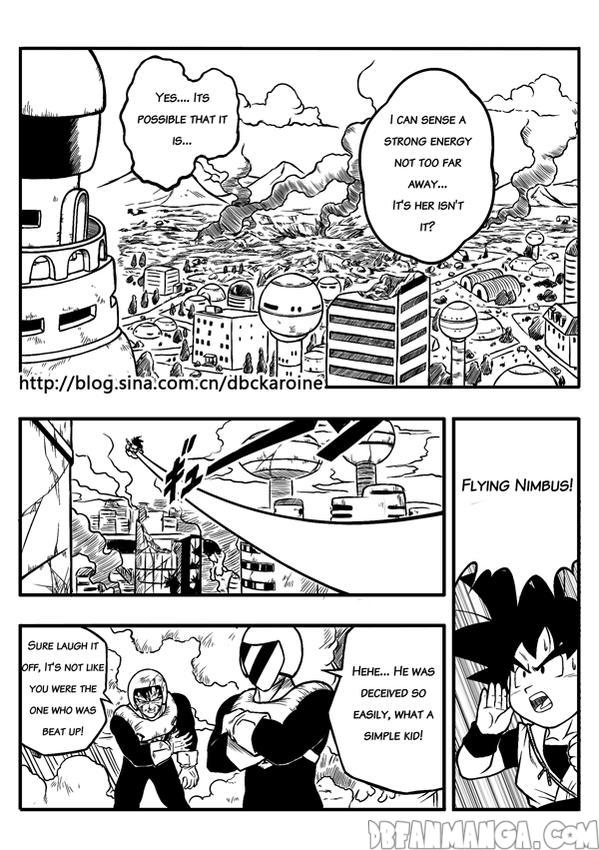 I CAN SENSE A
STRONG ENERGY
NOT TOO FAR
AWAY...
IT'S HER ISN'T
IT?
YES.... ITS
POSSIBLE THAT IT
IS...
http://blog.sina.com.cn/dbckaroine
FLYING NIMBUS!
ギュ
HEHE... HE WAS
DECEIVED SO
EASILY, WHAT A
SIMPLE KID!
SURE LAUGH IT
OFF, IT'S NOT LIKE
YOU WERE THE
ONE WHO WAS
BEAT UP!
DBFANMANGA.COM